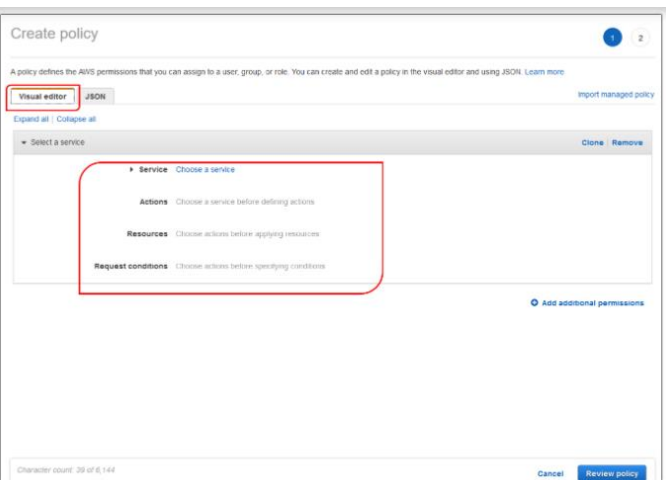 Create policy
1 2
A policy defines the AWS permissions that you can assign to a user, group, or role. You can create and edit a policy in the visual editor and using JSON. Learn more
Visual editor JSON Import managed policy
Expand all | Collapse all
Select a service Clone | Remove
Service Choose a service
Actions Choose a service before defining actions
Resources Choose actions before applying resources
Request conditions Choose actions before specifying conditions
Add additional permissions
Character count: 39 of 6,144
Cancel Review policy